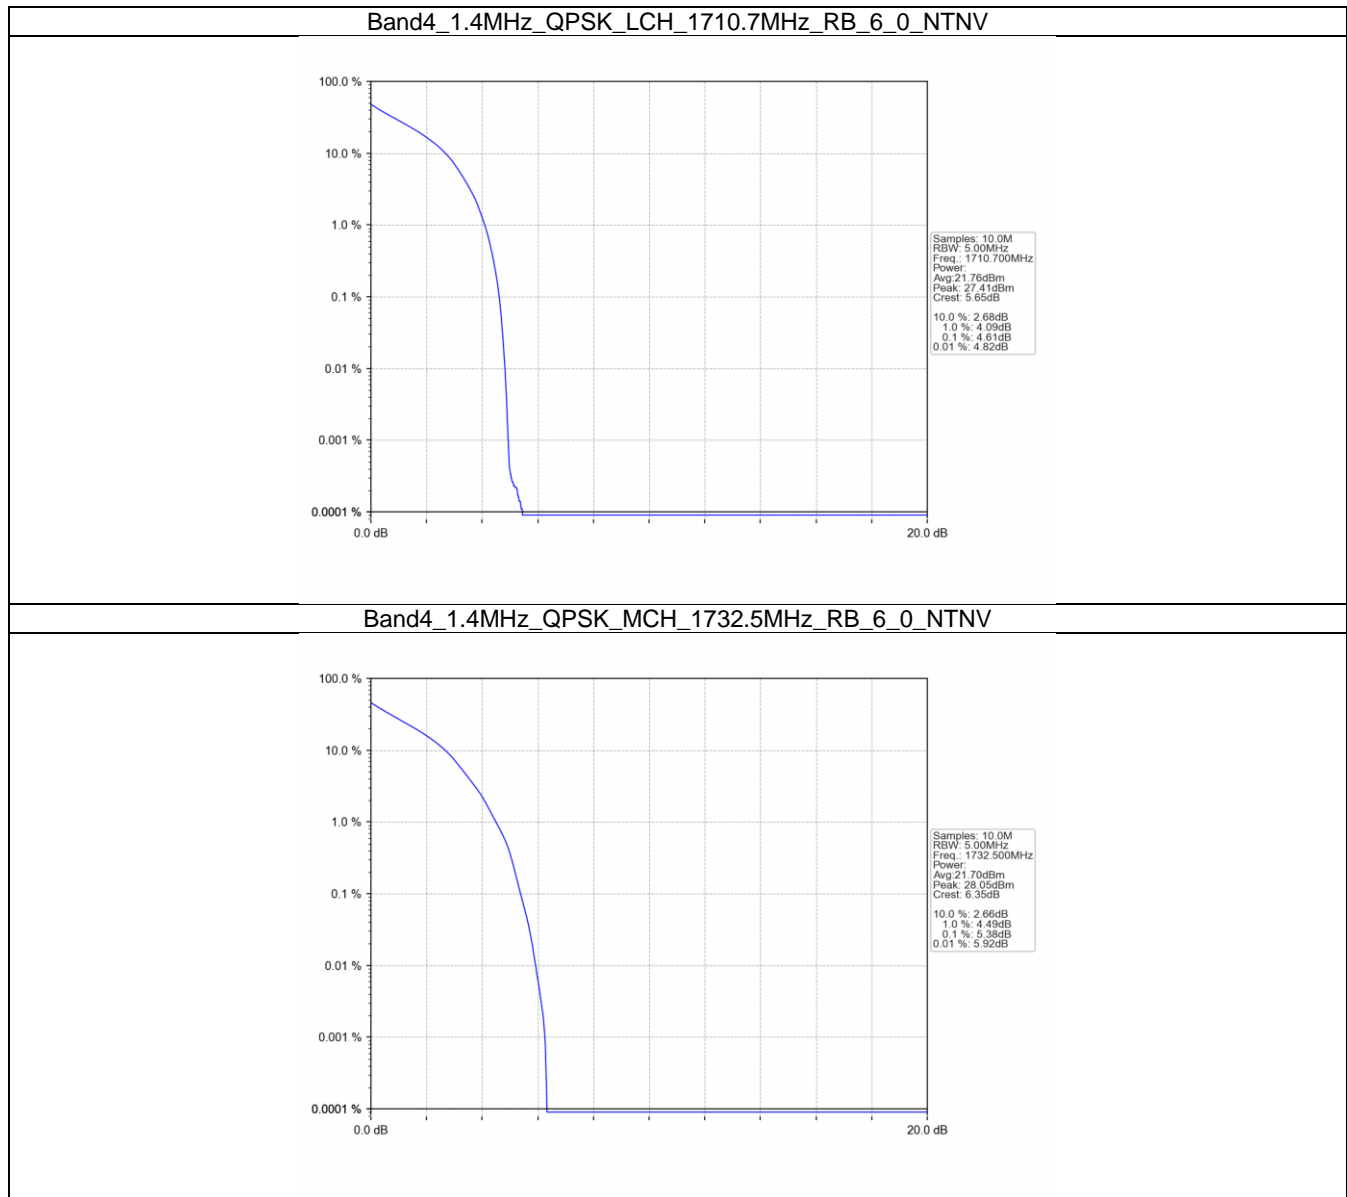 Band4_1.4MHz_QPSK_LCH_1710.7MHz_RB_6_0_NTNV
100.0 %
10.0 %
1.0 %
0.1 %
0.01 %
0.001 %
0.0001 %
0.0 dB
20.0 dB
Samples: 10.0M
RBW: 5.00MHz
Freq.: 1710.700MHz
Power:
Avg:21.76dBm
Peak: 27.41dBm
Crest: 5.65dB
10.0 %: 2.68dB
1.0 %: 4.09dB
0.1 %: 4.61dB
0.01 %: 4.82dB
Band4_1.4MHz_QPSK_MCH_1732.5MHz_RB_6_0_NTNV
100.0 %
10.0 %
1.0 %
0.1 %
0.01 %
0.001 %
0.0001 %
0.0 dB
20.0 dB
Samples: 10.0M
RBW: 5.00MHz
Freq.: 1732.500MHz
Power:
Avg:21.70dBm
Peak: 28.05dBm
Crest: 6.35dB
10.0 %: 2.66dB
1.0 %: 4.49dB
0.1 %: 5.38dB
0.01 %: 5.92dB